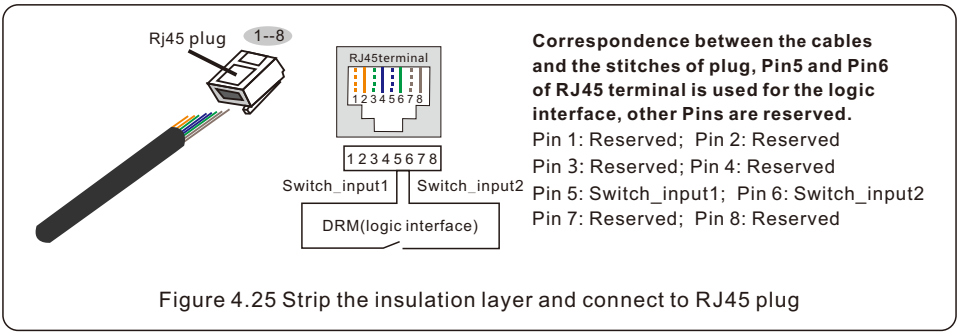 Rj45 plug
1--8
RJ45terminal
1 2 3 4 5 6 7 8
1 2 3 4 5 6 7 8
Switch_input1
Switch_input2
DRM(logic interface)
Correspondence between the cables
and the stitches of plug, Pin5 and Pin6
of RJ45 terminal is used for the logic
interface, other Pins are reserved.
Pin 1: Reserved; Pin 2: Reserved
Pin 3: Reserved; Pin 4: Reserved
Pin 5: Switch_input1; Pin 6: Switch_input2
Pin 7: Reserved; Pin 8: Reserved
Figure 4.25 Strip the insulation layer and connect to RJ45 plug